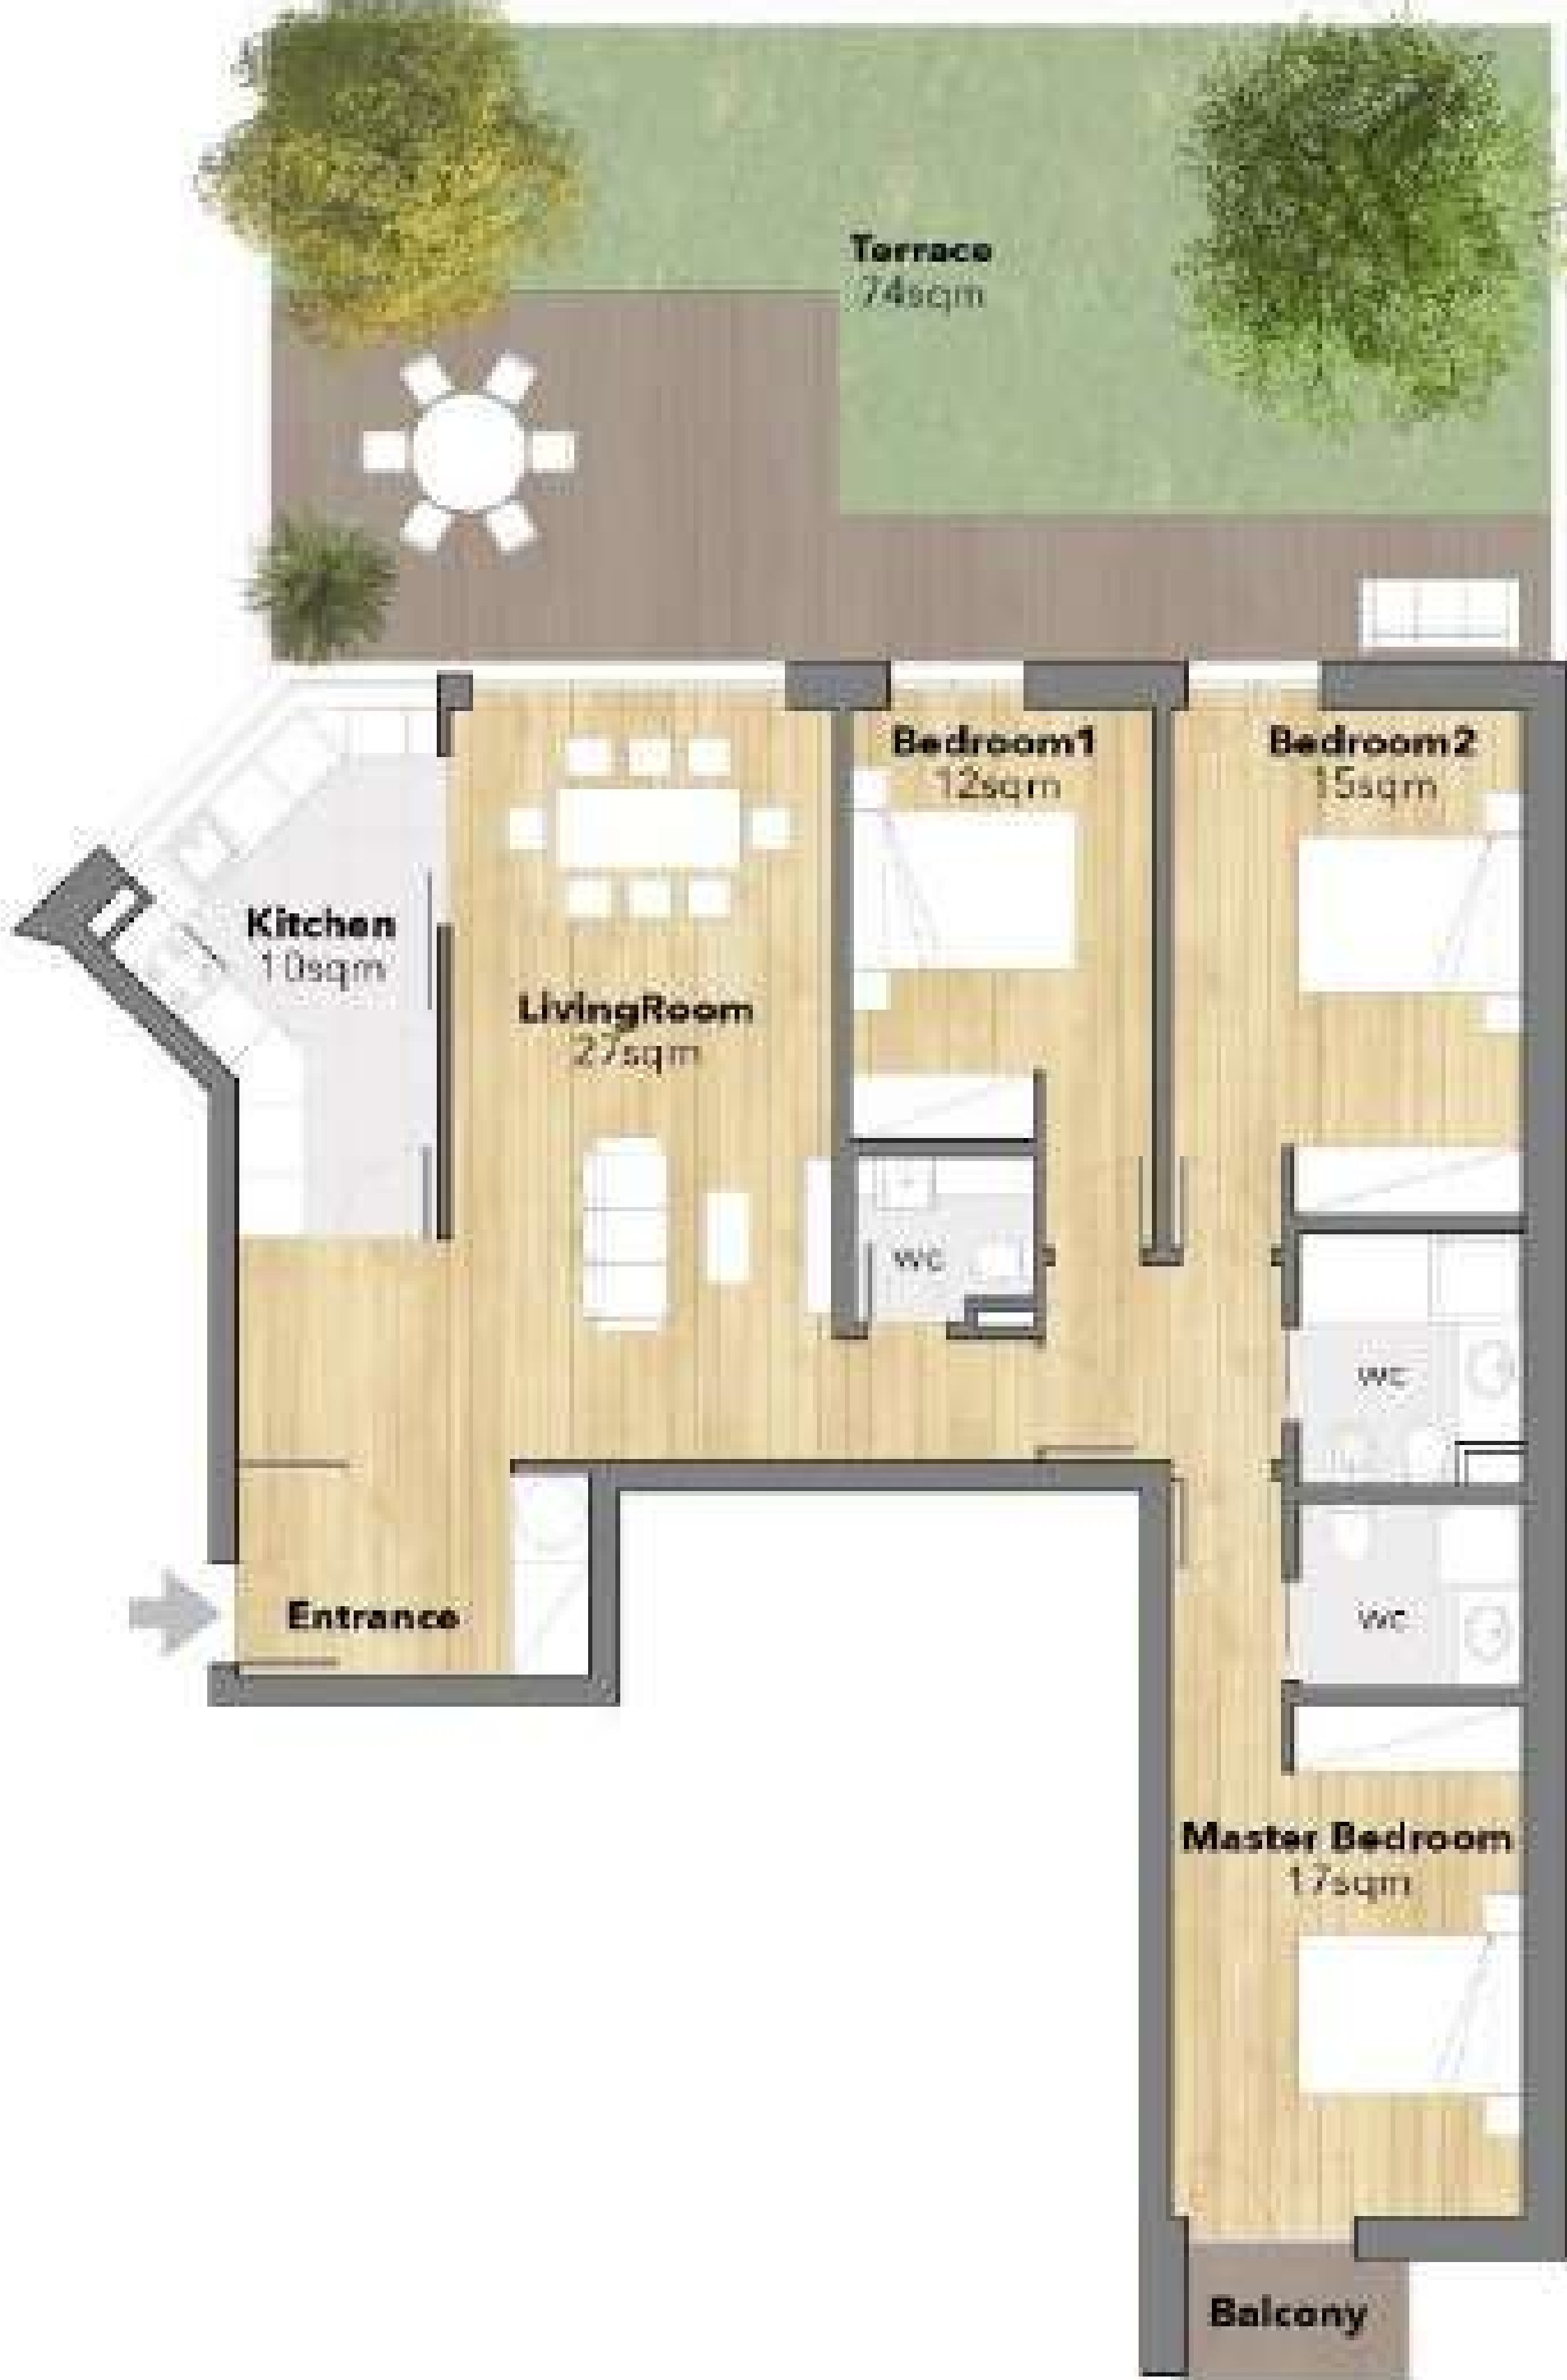 Terrace
74sqm
Bedroom1
12sqm
Bedroom2
15sqm
Kitchen
10sqm
LivingRoom
27sqm
WC
WC
WC
Entrance
Master Bedroom
17sqm
Balcony